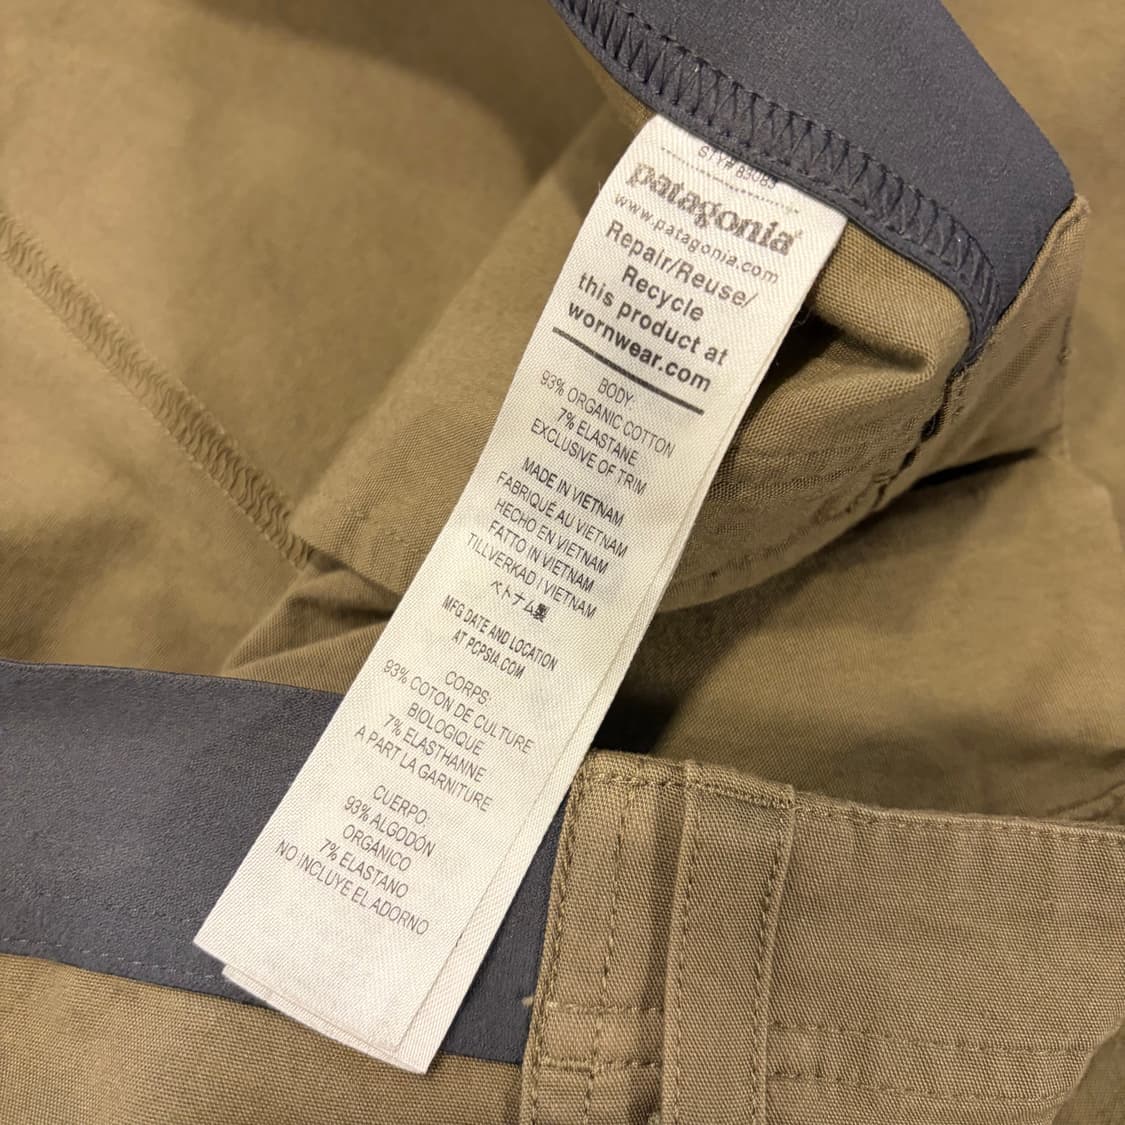 STY# 83083
patagonia®
www.patagonia.com
Repair/Reuse/
Recycle
this product at
wornwear.com
BODY:
93% ORGANIC COTTON
7% ELASTANE
EXCLUSIVE OF TRIM
MADE IN VIETNAM
FABRIQUÉ AU VIETNAM
HECHO EN VIETNAM
FATTO IN VIETNAM
TILLVERKAD I VIETNAM
ベトナム製
MFG DATE AND LOCATION
AT PCPSIA.COM
CORPS:
93% COTON DE CULTURE
BIOLOGIQUE
7% ELASTHANNE
A PART LA GARNITURE
CUERPO:
93% ALGODÓN
ORGÁNICO
7% ELASTANO
NO INCLUYE EL ADORNO